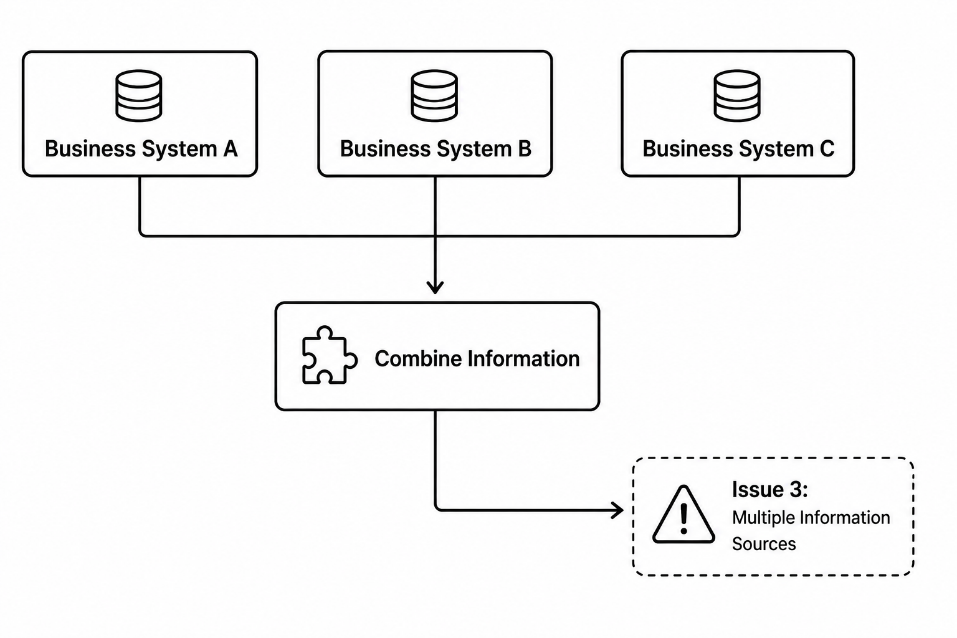 Business System A
Business System B
Business System C
Combine Information
Issue 3:
Multiple Information
Sources